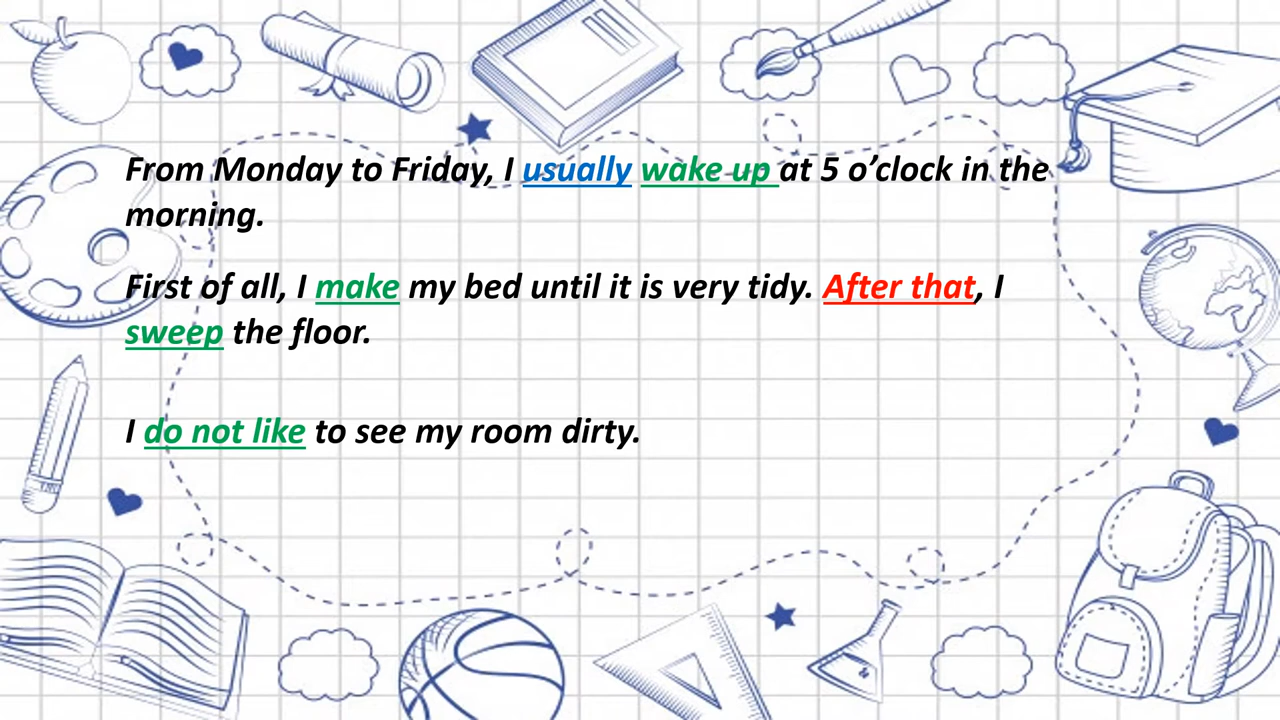 From Monday to Friday, I usually wake up at 5 o’clock in the
morning.
First of all, I make my bed until it is very tidy. After that, I
sweep the floor.
I do not like to see my room dirty.